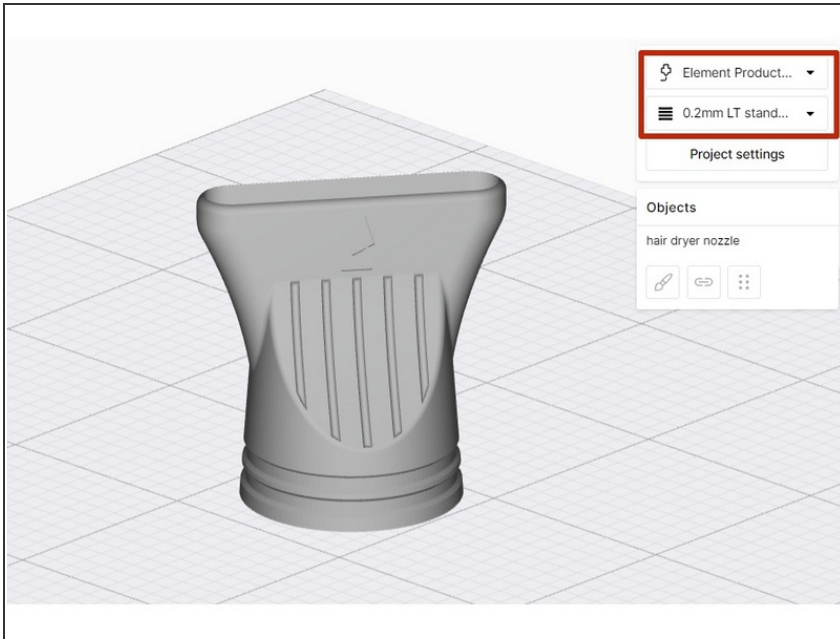 Element Product...
0.2mm LT stand...
Project settings
Objects
hair dryer nozzle